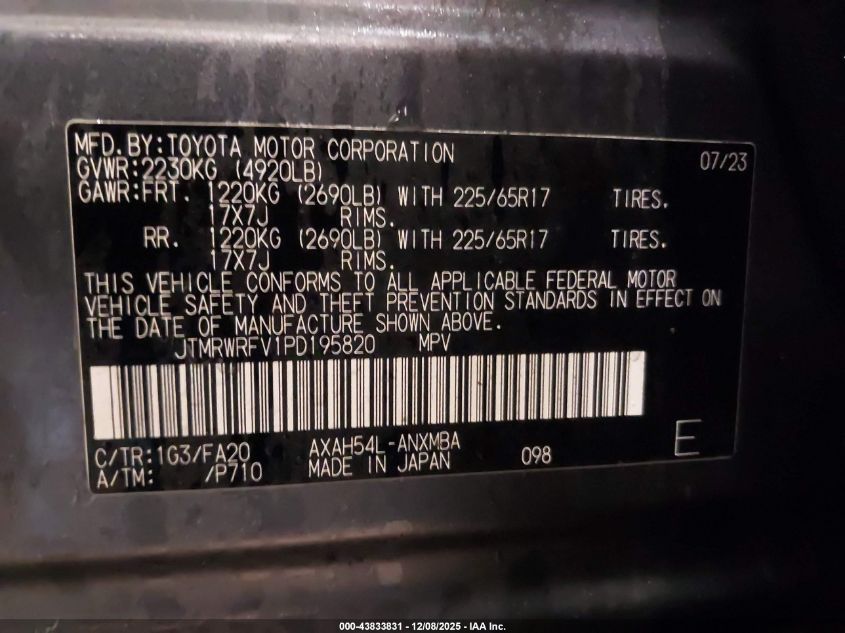 MFD.BY:TOYOTA MOTOR CORPORATION 07/23
GVWR:2230KG (4920LB)
GAWR:FRT. 1220KG (2690LB) WITH 225/65R17 TIRES.
17X7J RIMS.
RR. 1220KG (2690LB) WITH 225/65R17 TIRES.
17X7J RIMS.
THIS VEHICLE CONFORMS TO ALL APPLICABLE FEDERAL MOTOR
VEHICLE SAFETY AND THEFT PREVENTION STANDARDS IN EFFECT ON
THE DATE OF MANUFACTURE SHOWN ABOVE.
JTMRWRFV1PD195820 MPV
C/TR:1G3/FA20 AXAH54L-ANXMBA 098 E
A/TM: /P710 MADE IN JAPAN
000-43833831 - 12/08/2025 - IAA Inc.